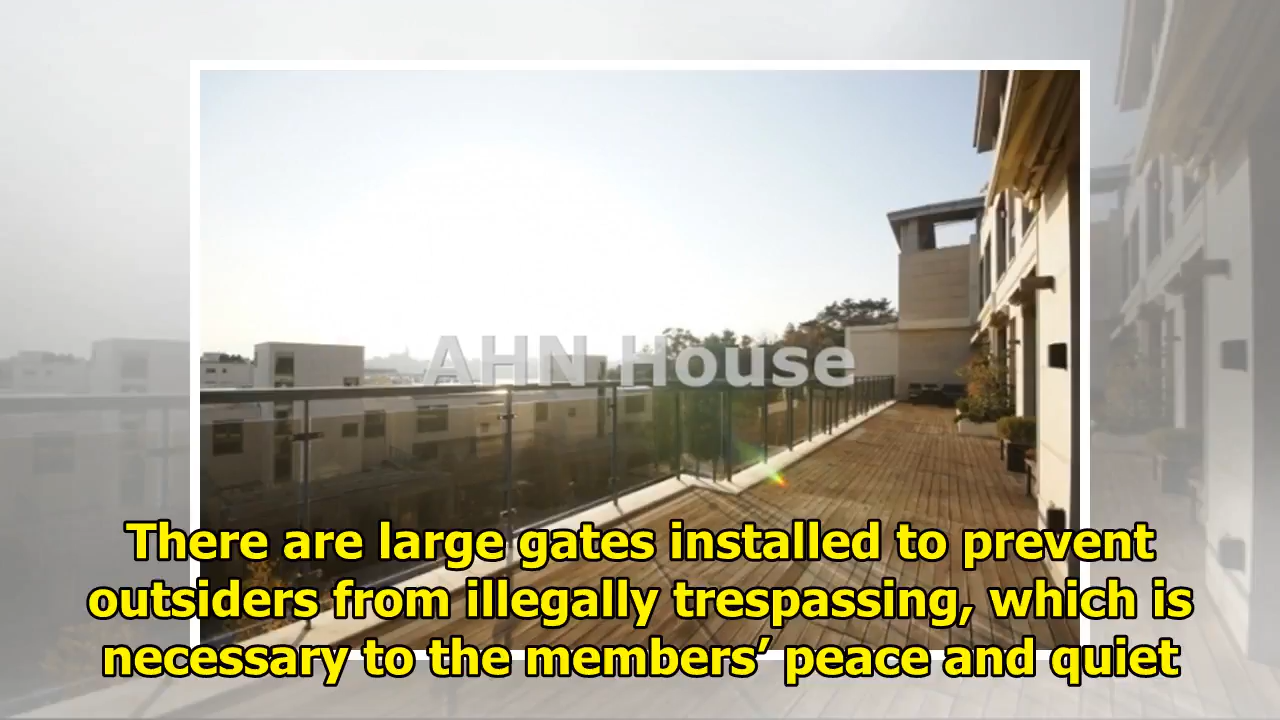 AHN House
There are large gates installed to prevent
outsiders from illegally trespassing, which is
necessary to the members’ peace and quiet